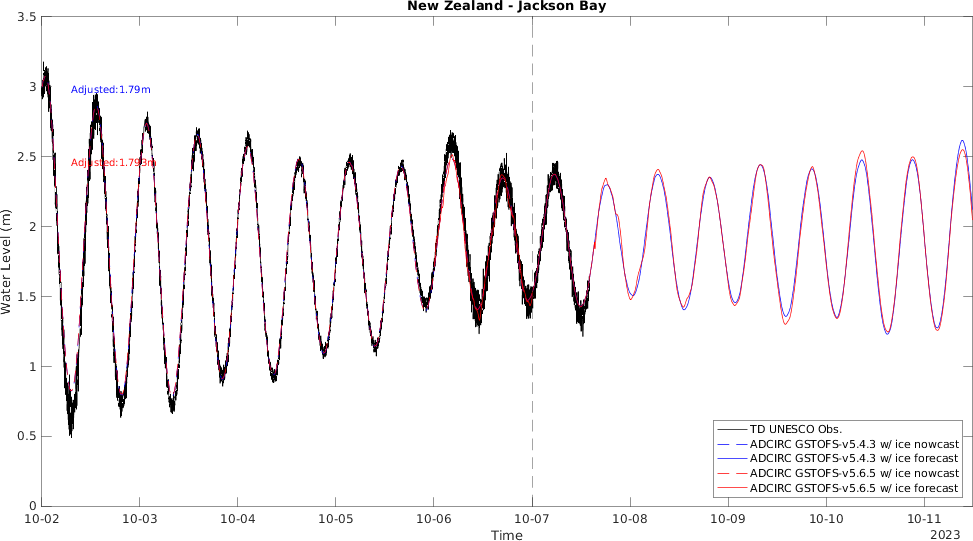 New Zealand - Jackson Bay
3.5
3
2.5
2
1.5
1
0.5
0
Water Level (m)
Adjusted:1.79m
Adjusted:1.793m
TD UNESCO Obs.
ADCIRC GSTOFS-v5.4.3 w/ ice nowcast
ADCIRC GSTOFS-v5.4.3 w/ ice forecast
ADCIRC GSTOFS-v5.6.5 w/ ice nowcast
ADCIRC GSTOFS-v5.6.5 w/ ice forecast
10-02 10-03 10-04 10-05 10-06 10-07 10-08 10-09 10-10 10-11
Time
2023